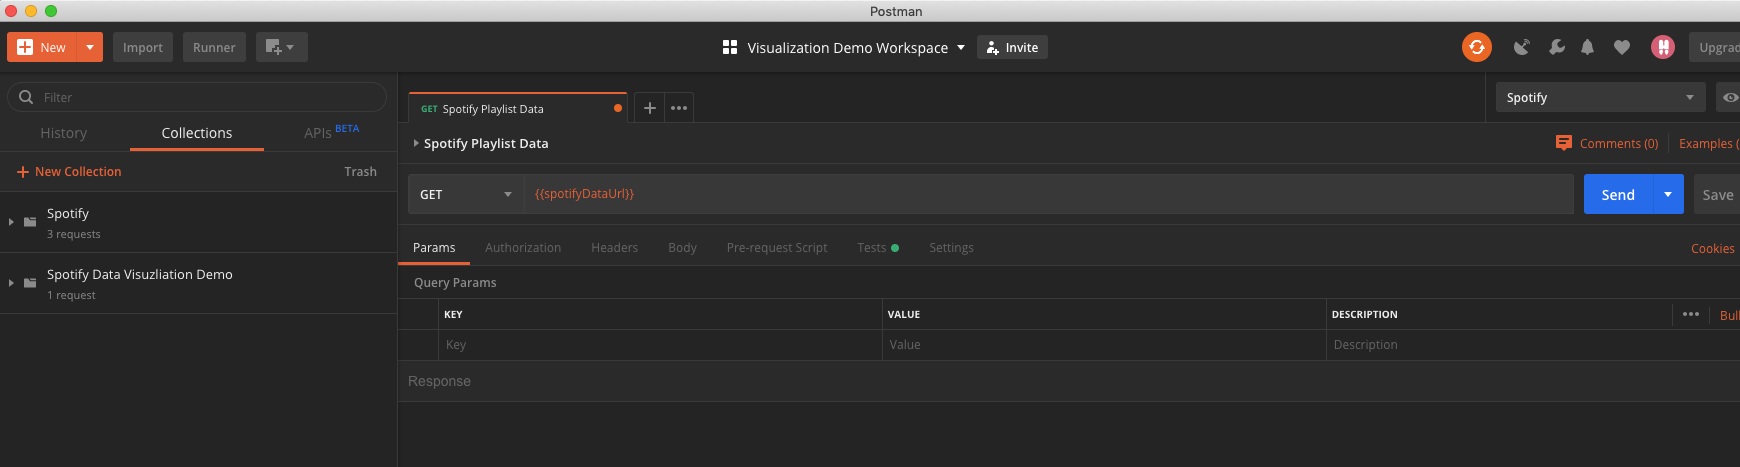 Postman
New Import Runner Visualization Demo Workspace Invite Upgrad
Filter
History Collections APIs BETA
New Collection Trash
Spotify
3 requests
Spotify Data Visuzliation Demo
1 request
GET Spotify Playlist Data Spotify
Spotify Playlist Data Comments (0) Examples (
GET {{spotifyDataUrl}} Send Save
Params Authorization Headers Body Pre-request Script Tests Settings Cookies
Query Params
KEY VALUE DESCRIPTION Bul
Key Value Description
Response